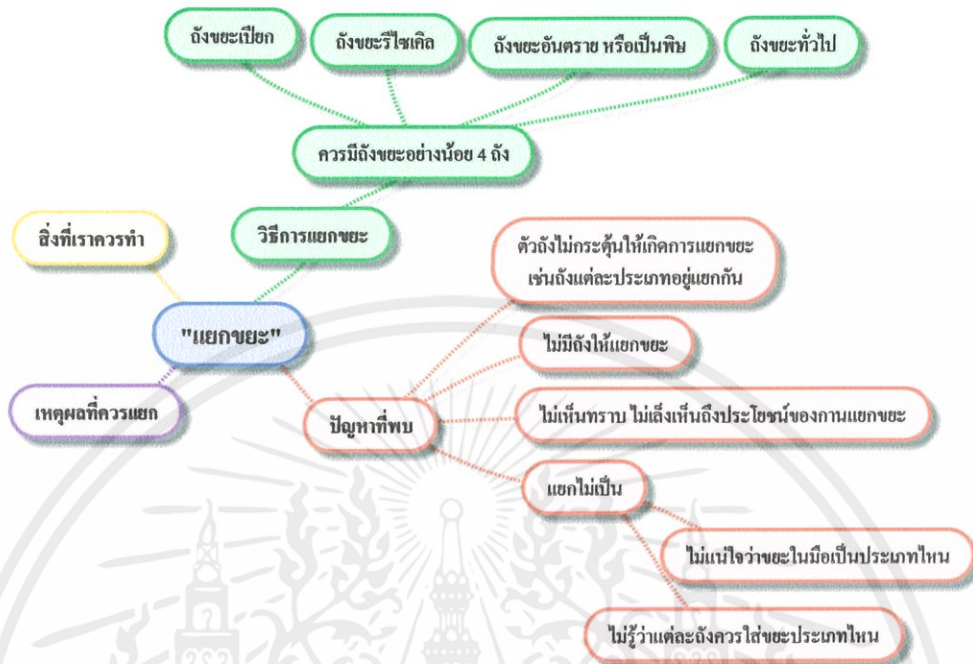 ถังขยะเปียก
ถังขยะรีไซเคิล
ถังขยะอันตราย หรือเป็นพิษ
ถังขยะทั่วไป
ควรมีถังขยะอย่างน้อย 4 ถัง
สิ่งที่เราควรทำ
วิธีการแยกขยะ
ตัวถังไม่กระตุ้นให้เกิดการแยกขยะ
เช่นถังแต่ละประเภทอยู่แยกกัน
"แยกขยะ"
ไม่มีถังให้แยกขยะ
เหตุผลที่ควรแยก
ปัญหาที่พบ
ไม่เห็นทราบ ไม่เล็งเห็นถึงประโยชน์ของกานแยกขยะ
แยกไม่เป็น
ไม่แน่ใจว่าขยะในมือเป็นประเภทไหน
ไม่รู้ว่าแต่ละถังควรใส่ขยะประเภทไหน